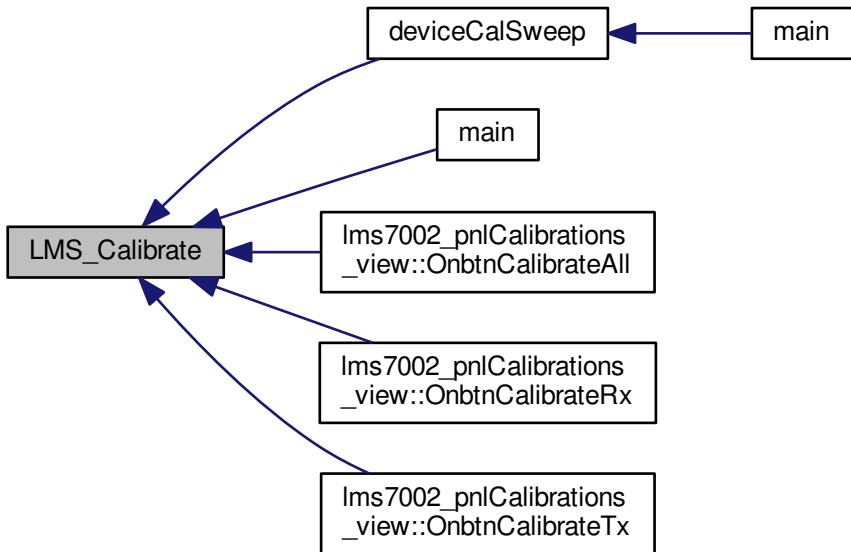 deviceCalSweep
main
main
LMS_Calibrate
lms7002_pnlCalibrations
_view::OnbtnCalibrateAll
lms7002_pnlCalibrations
_view::OnbtnCalibrateRx
lms7002_pnlCalibrations
_view::OnbtnCalibrateTx